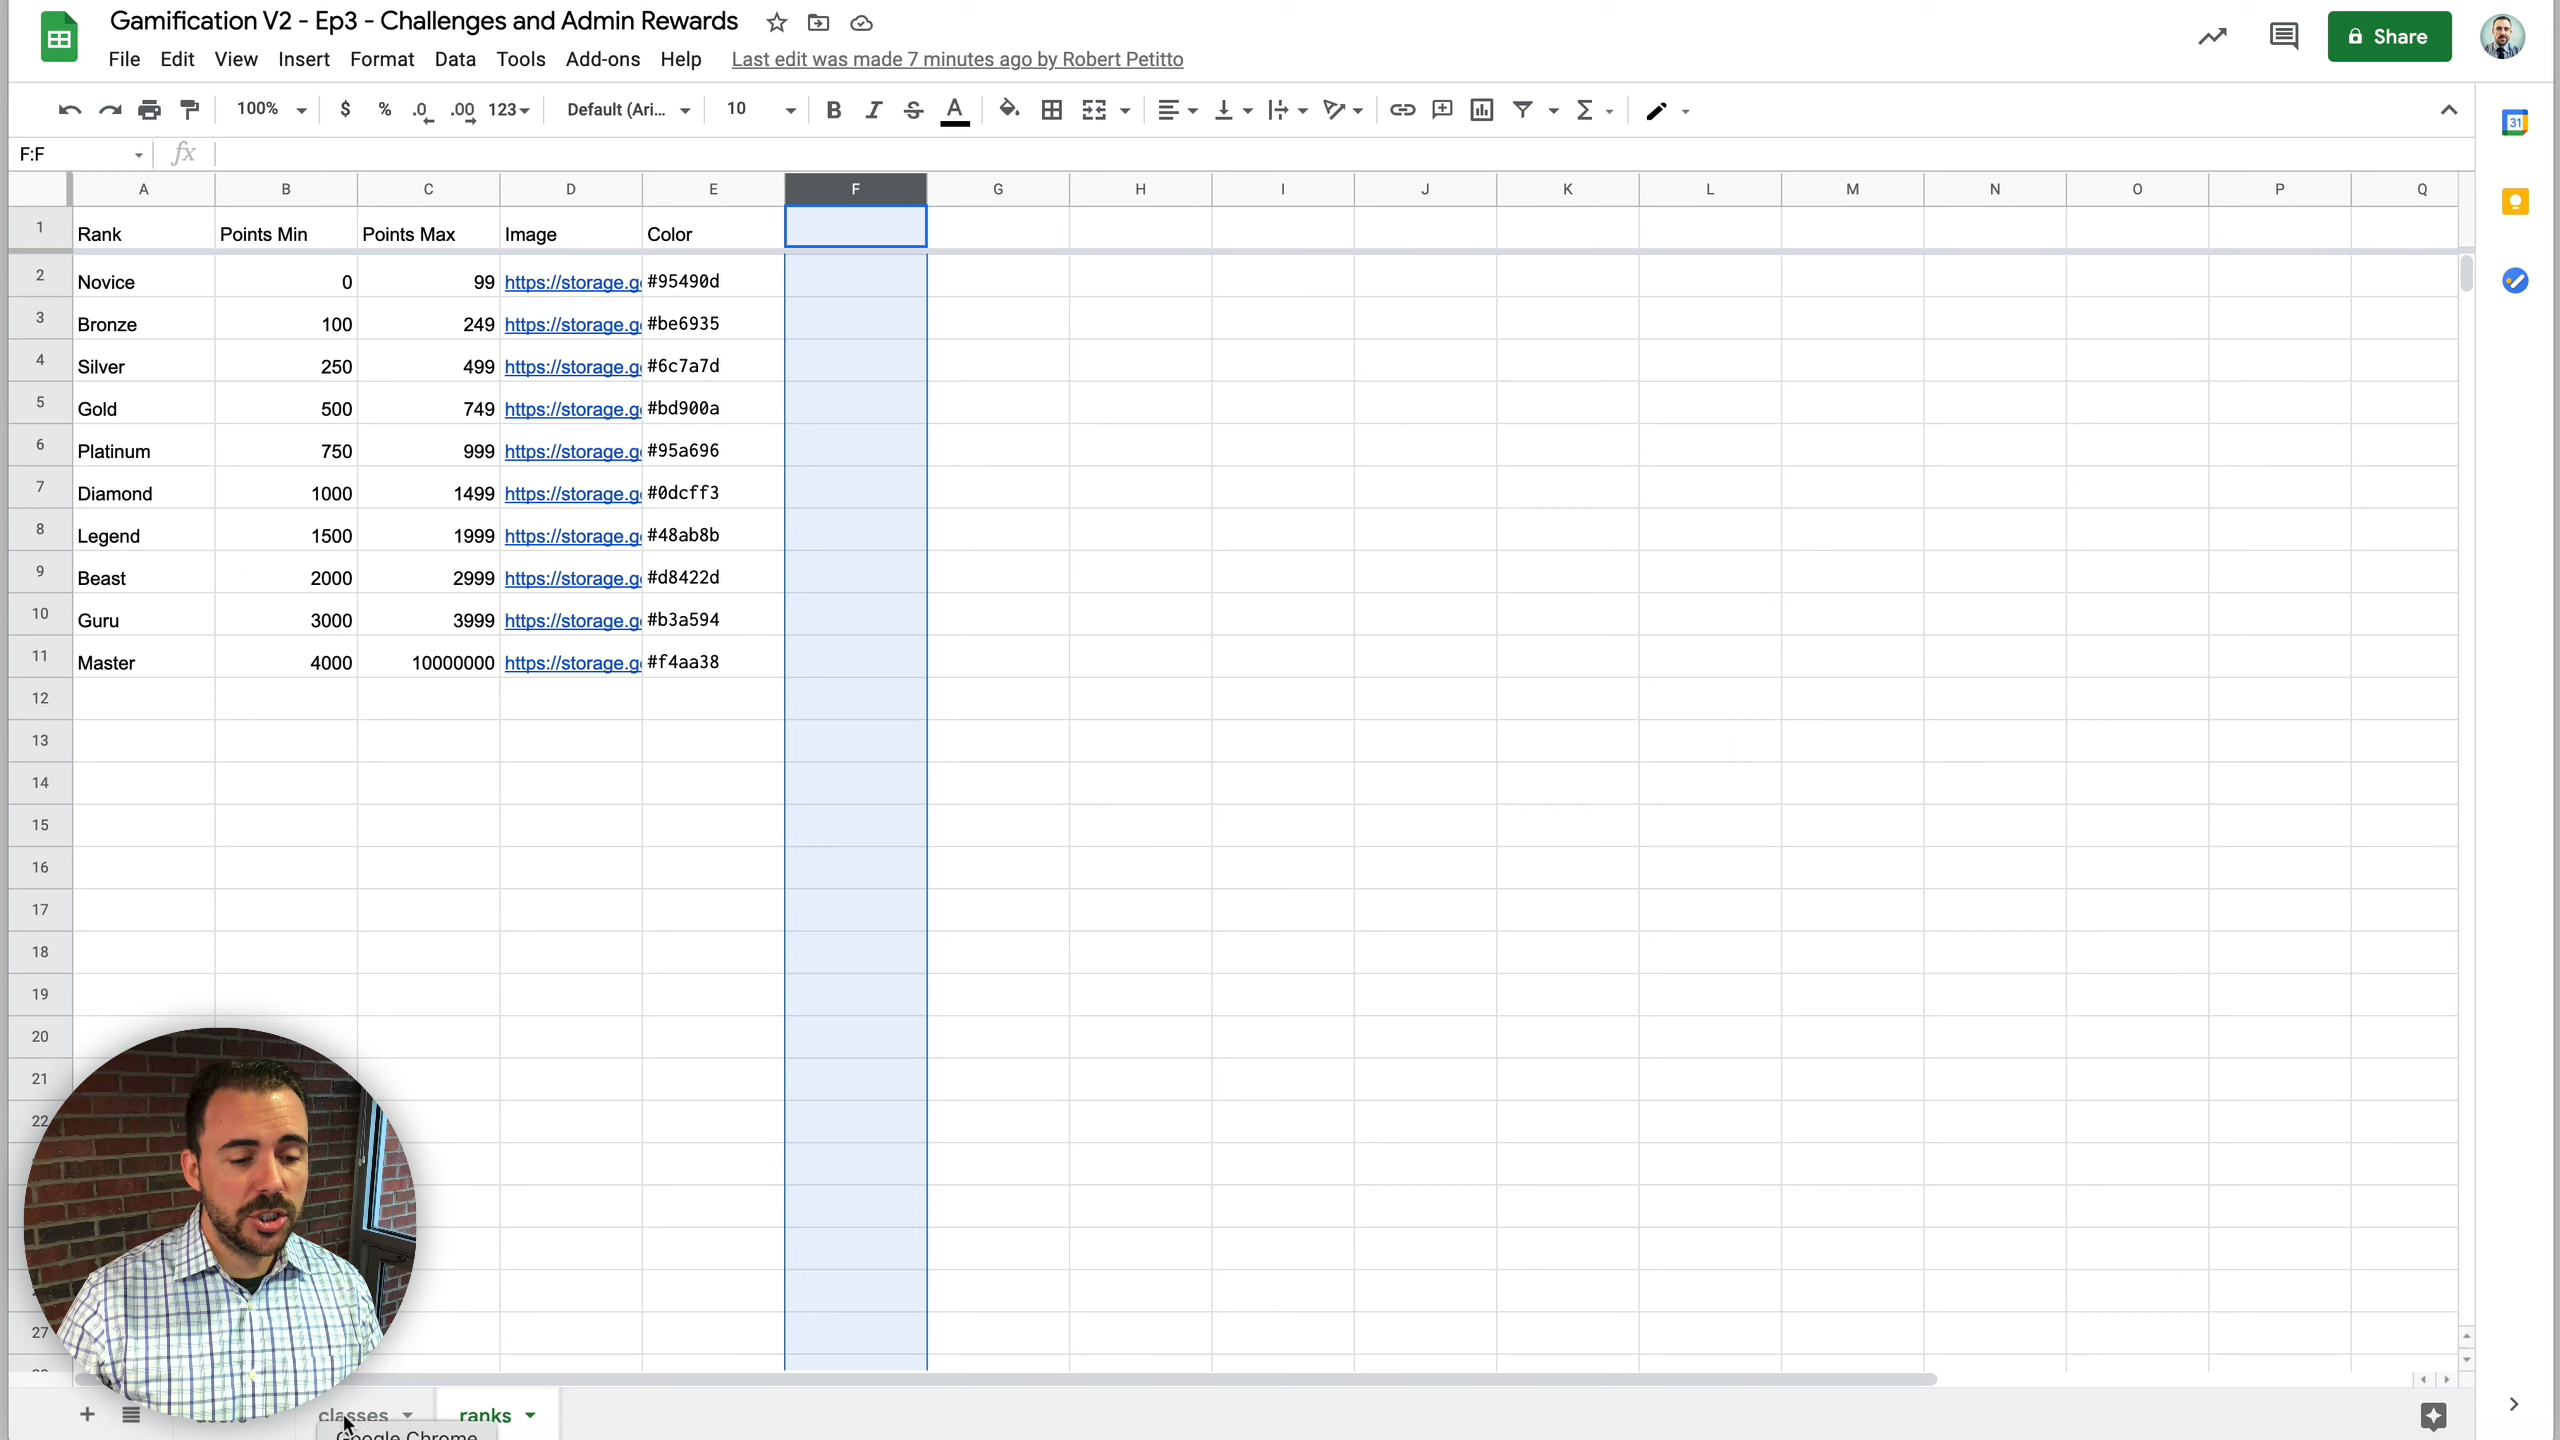 Gamification V2 - Ep3 - Challenges and Admin Rewards
File Edit View Insert Format Data Tools Add-ons Help Last edit was made 7 minutes ago by Robert Petitto
Share
100% $ % .0 .00 123 Default (Ari... 10 B I S A Σ
31
F:F fx
A B C D E F G H I J K L M N O P Q
1 Rank Points Min Points Max Image Color
2 Novice 0 99 https://storage.g #95490d
3 Bronze 100 249 https://storage.g #be6935
4 Silver 250 499 https://storage.g #6c7a7d
5 Gold 500 749 https://storage.g #bd900a
6 Platinum 750 999 https://storage.g #95a696
7 Diamond 1000 1499 https://storage.g #0dcff3
8 Legend 1500 1999 https://storage.g #48ab8b
9 Beast 2000 2999 https://storage.g #d8422d
10 Guru 3000 3999 https://storage.g #b3a594
11 Master 4000 10000000 https://storage.g #f4aa38
12
13
14
15
16
17
18
19
20
21
22
27
classes ranks
Google Chrome